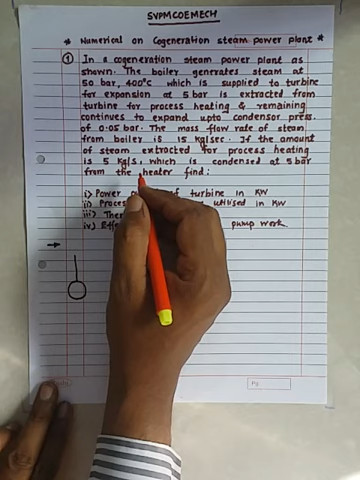 SVPMCOEMECH
* Numerical on Cogeneration steam power plant *
① In a cogeneration steam power plant as
shown. The boiler generates steam at
50 bar, 400°C which is supplied to turbine
for expansion at 5 bar is extracted from
turbine for process heating & remaining
continues to expand upto condensor press.
of 0.05 bar. The mass flow rate of steam
from boiler is 15 kg/sec. If the amount
of steam extracted for process heating
is 5 kg/s, which is condensed at 5 bar
from the heater find:
i) Power of turbine in KW
ii) utilised in KW
iii)
iv) pump work